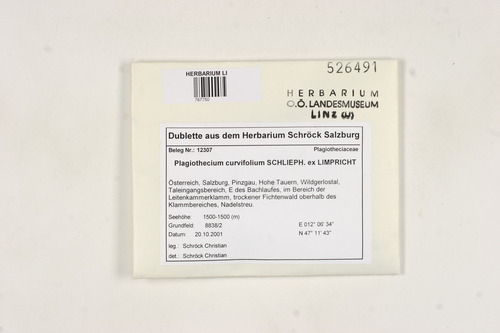 526491
HERBARIUM LI
787750
HERBARIUM
O.Ö. LANDESMUSEUM
LINZ (N)
Dublette aus dem Herbarium Schröck Salzburg
Beleg Nr.: 12307 Plagiotheciaceae
Plagiothecium curvifolium SCHLIEPH. ex LIMPRICHT
Österreich, Salzburg, Pinzgau, Hohe Tauern, Wildgerlostal,
Taleingangsbereich, E des Bachlaufes, im Bereich der
Leitenkammerklamm, trockener Fichtenwald oberhalb des
Klammbereiches, Nadelstreu.
Seehöhe: 1500-1500 (m) E 012° 06' 34"
Grundfeld: 8838/2 N 47° 11' 43"
Datum: 20.10.2001
leg.: Schröck Christian
det.: Schröck Christian